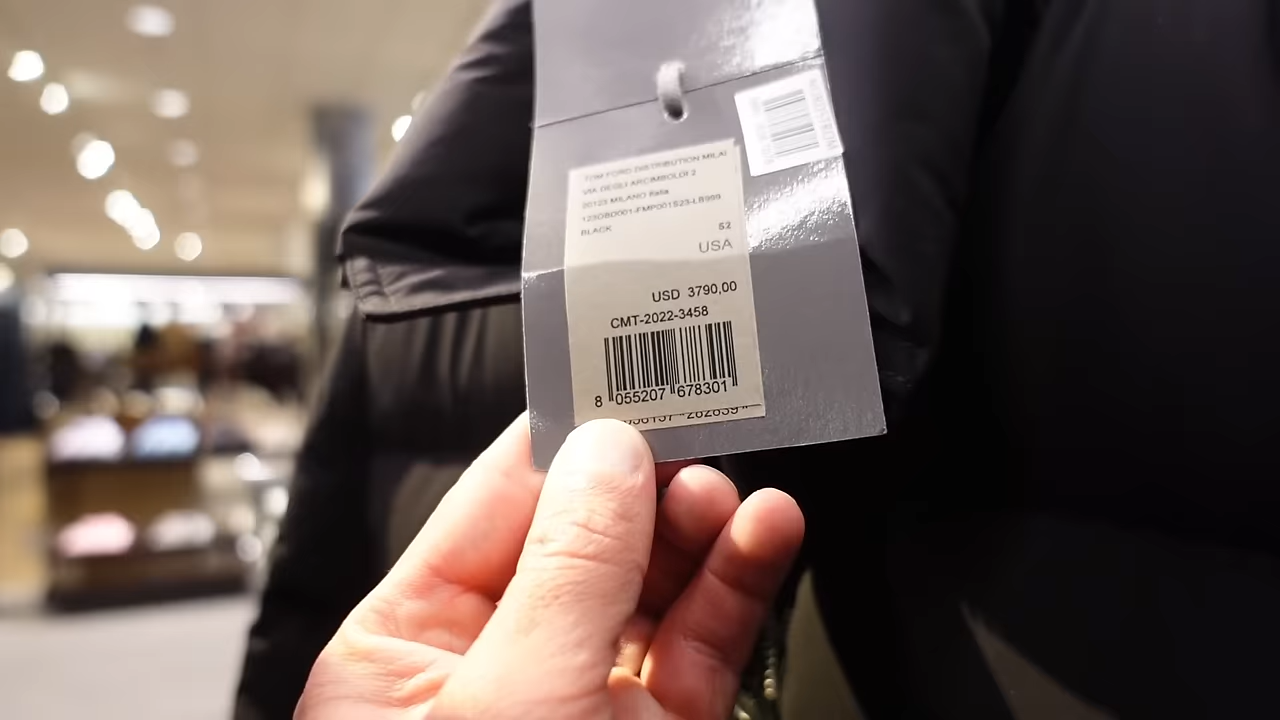 TOM FORD DISTRIBUTION MILAI
VIA DEGLI ARCIMBOLDI 2
20123 MILANO Italia
BLACK
52
USA
USD 3790,00
CMT-2022-3458
8 055207 678301